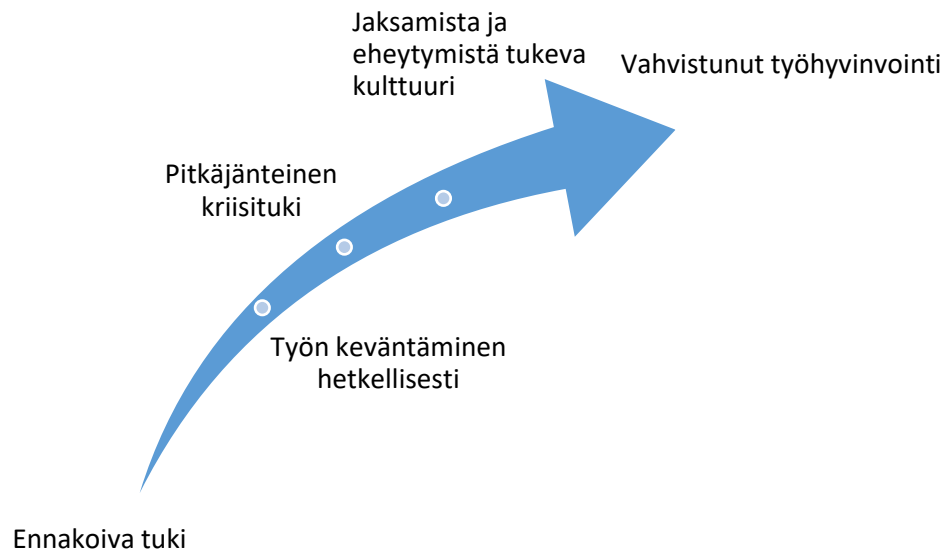 Jaksamista ja
eheytymistä tukeva
kulttuuri
Vahvistunut työhyvinvointi
Pitkäjänteinen
kriisituki
Työn keväntäminen
hetkellisesti
Ennakoiva tuki